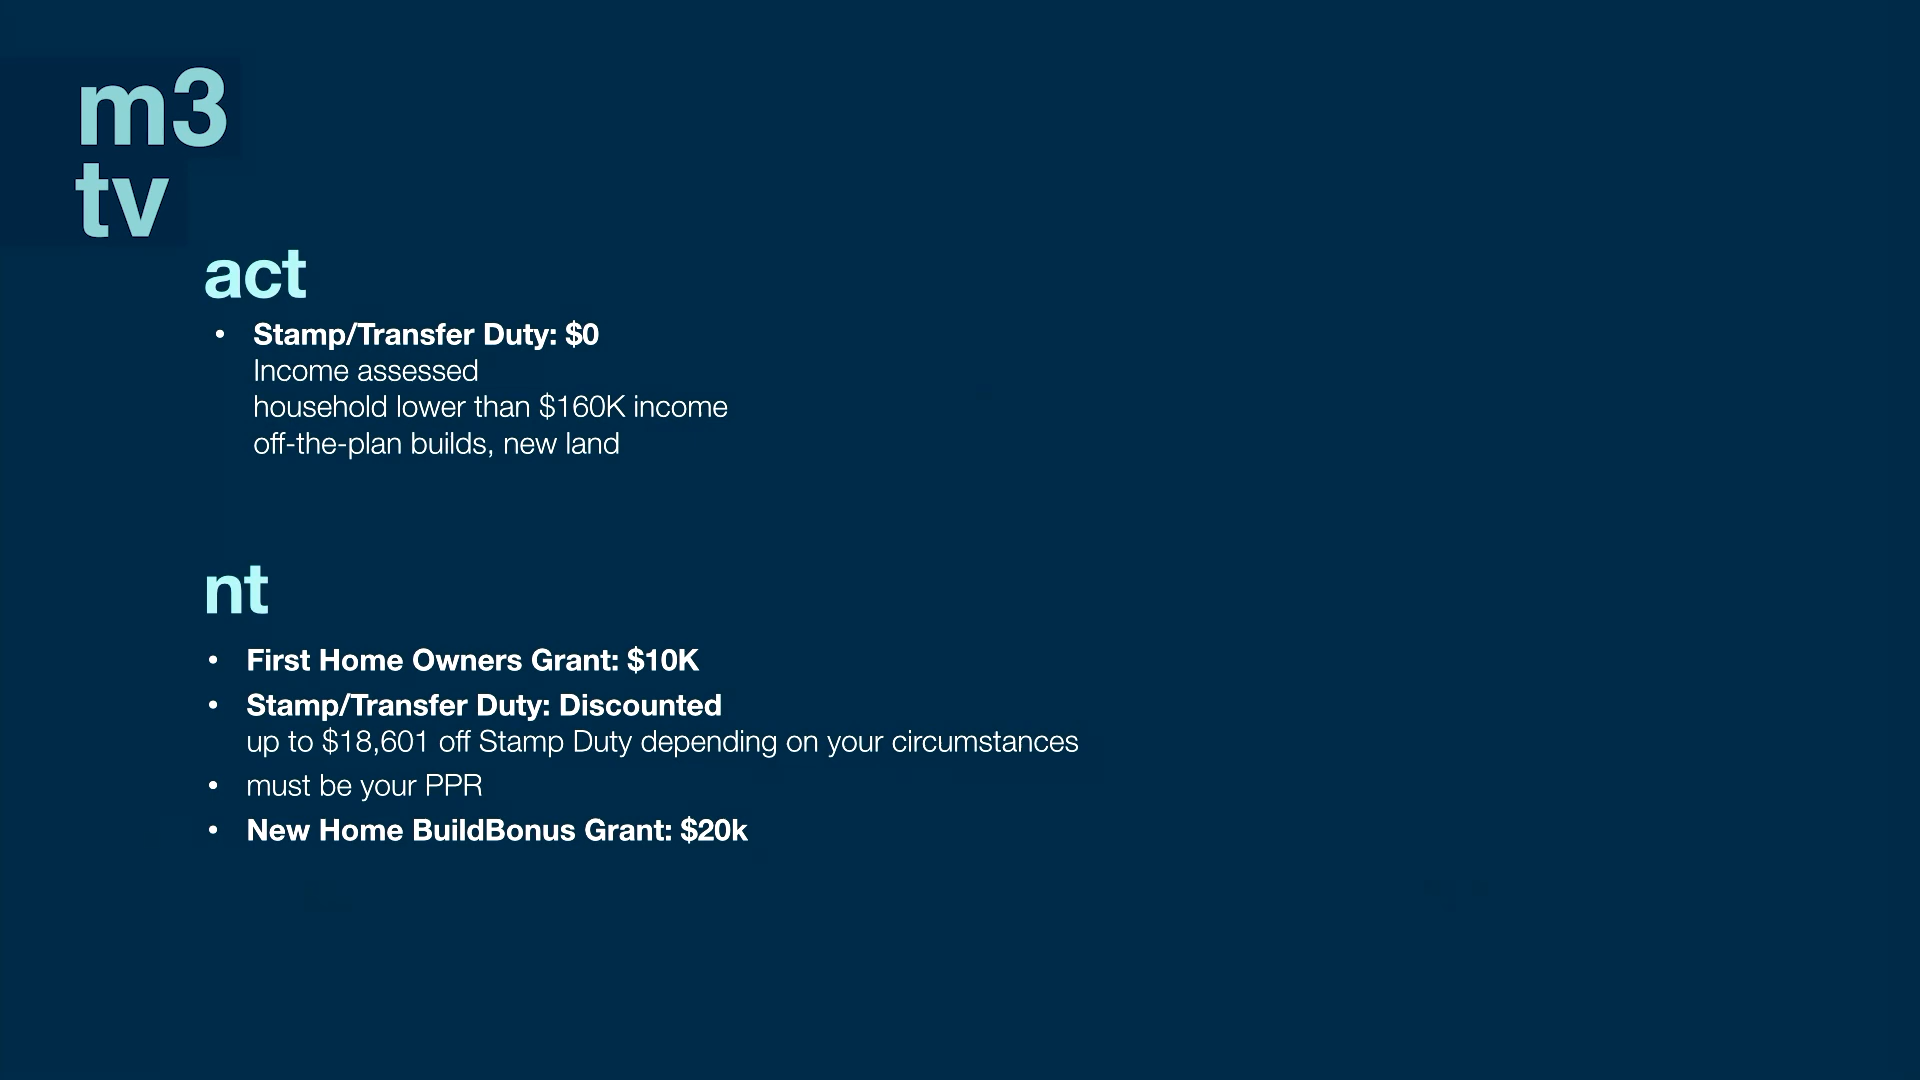 m3
tv
act
• Stamp/Transfer Duty: $0
Income assessed
household lower than $160K income
off-the-plan builds, new land
nt
• First Home Owners Grant: $10K
• Stamp/Transfer Duty: Discounted
up to $18,601 off Stamp Duty depending on your circumstances
• must be your PPR
• New Home BuildBonus Grant: $20k